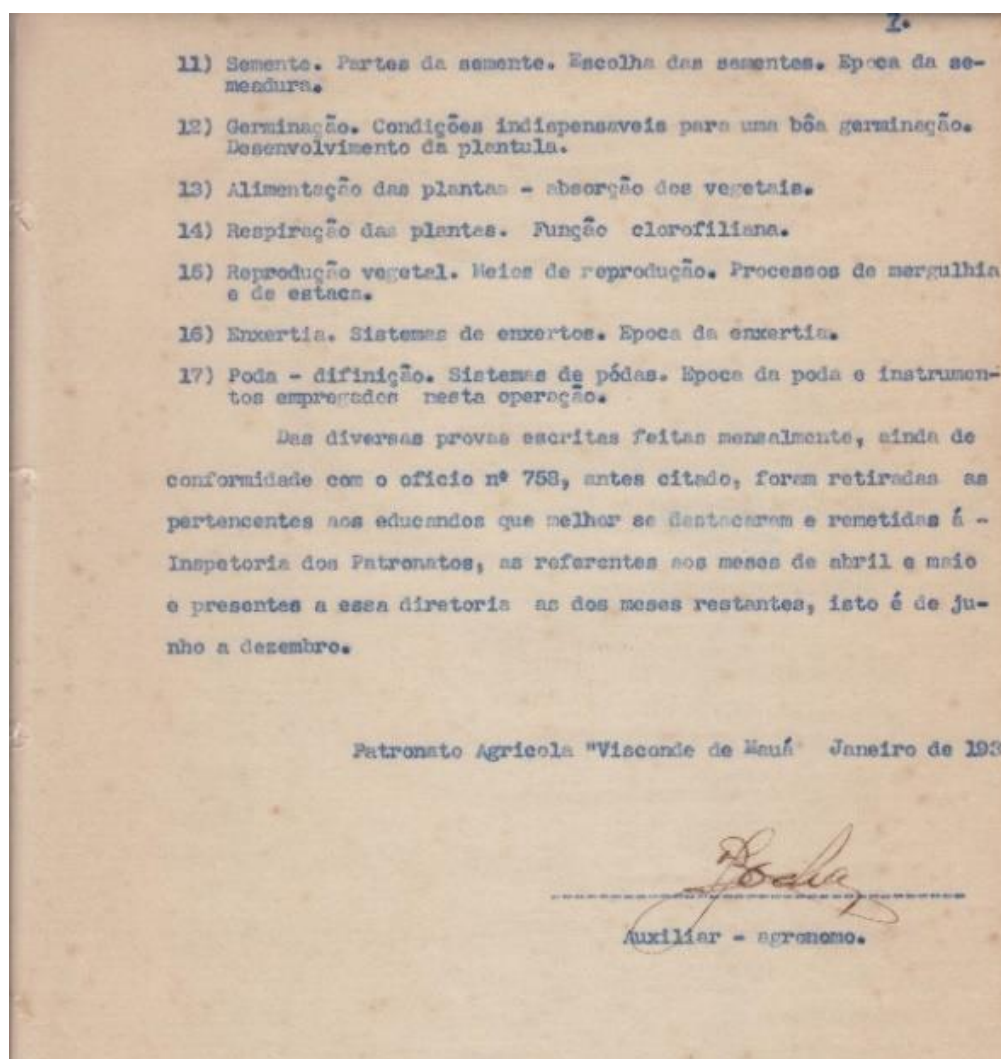 7.
11) Semente. Partes da semente. Escolha das sementes. Epoca da se-
meadura.
12) Germinação. Condições indispensaveis para uma bôa germinação.
Desenvolvimento da plantula.
13) Alimentação das plantas - absorção dos vegetais.
14) Respiração das plantas. Função clorofiliana.
15) Reprodução vegetal. Meios de reprodução. Processos de mergulhia
e de estaca.
16) Enxertia. Sistemas de enxertos. Epoca da enxertia.
17) Poda - difinição. Sistemas de pódas. Epoca da poda e instrumen-
tos empregados nesta operação.
Das diversas provas escritas feitas mensalmente, ainda de
conformidade com o oficio nº 758, antes citado, foram retiradas as
pertencentes aos educandos que melhor se destacaram e remetidas á -
Inspetoria dos Patronatos, as referentes aos meses de abril e maio
e presentes a essa diretoria as dos meses restantes, isto é de ju-
nho a dezembro.
Patronato Agricola "Visconde de Mauá" Janeiro de 193
Rocha
Auxiliar - agronomo.